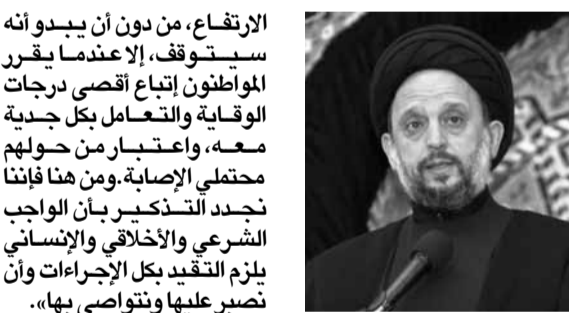 الارتفاع، من دون أن يبدو أنه
سيتوقف، إلا عندما يقرر
المواطنون إتباع أقصى درجات
الوقاية والتعامل بكل جدية
معه، واعتبار من حولهم
محتملي الإصابة.ومن هنا فإننا
نجدد التذكير بأن الواجب
الشرعي والأخلاقي والإنساني
يلزم التقيد بكل الإجراءات وأن
نصبر عليها ونتواصى بها».